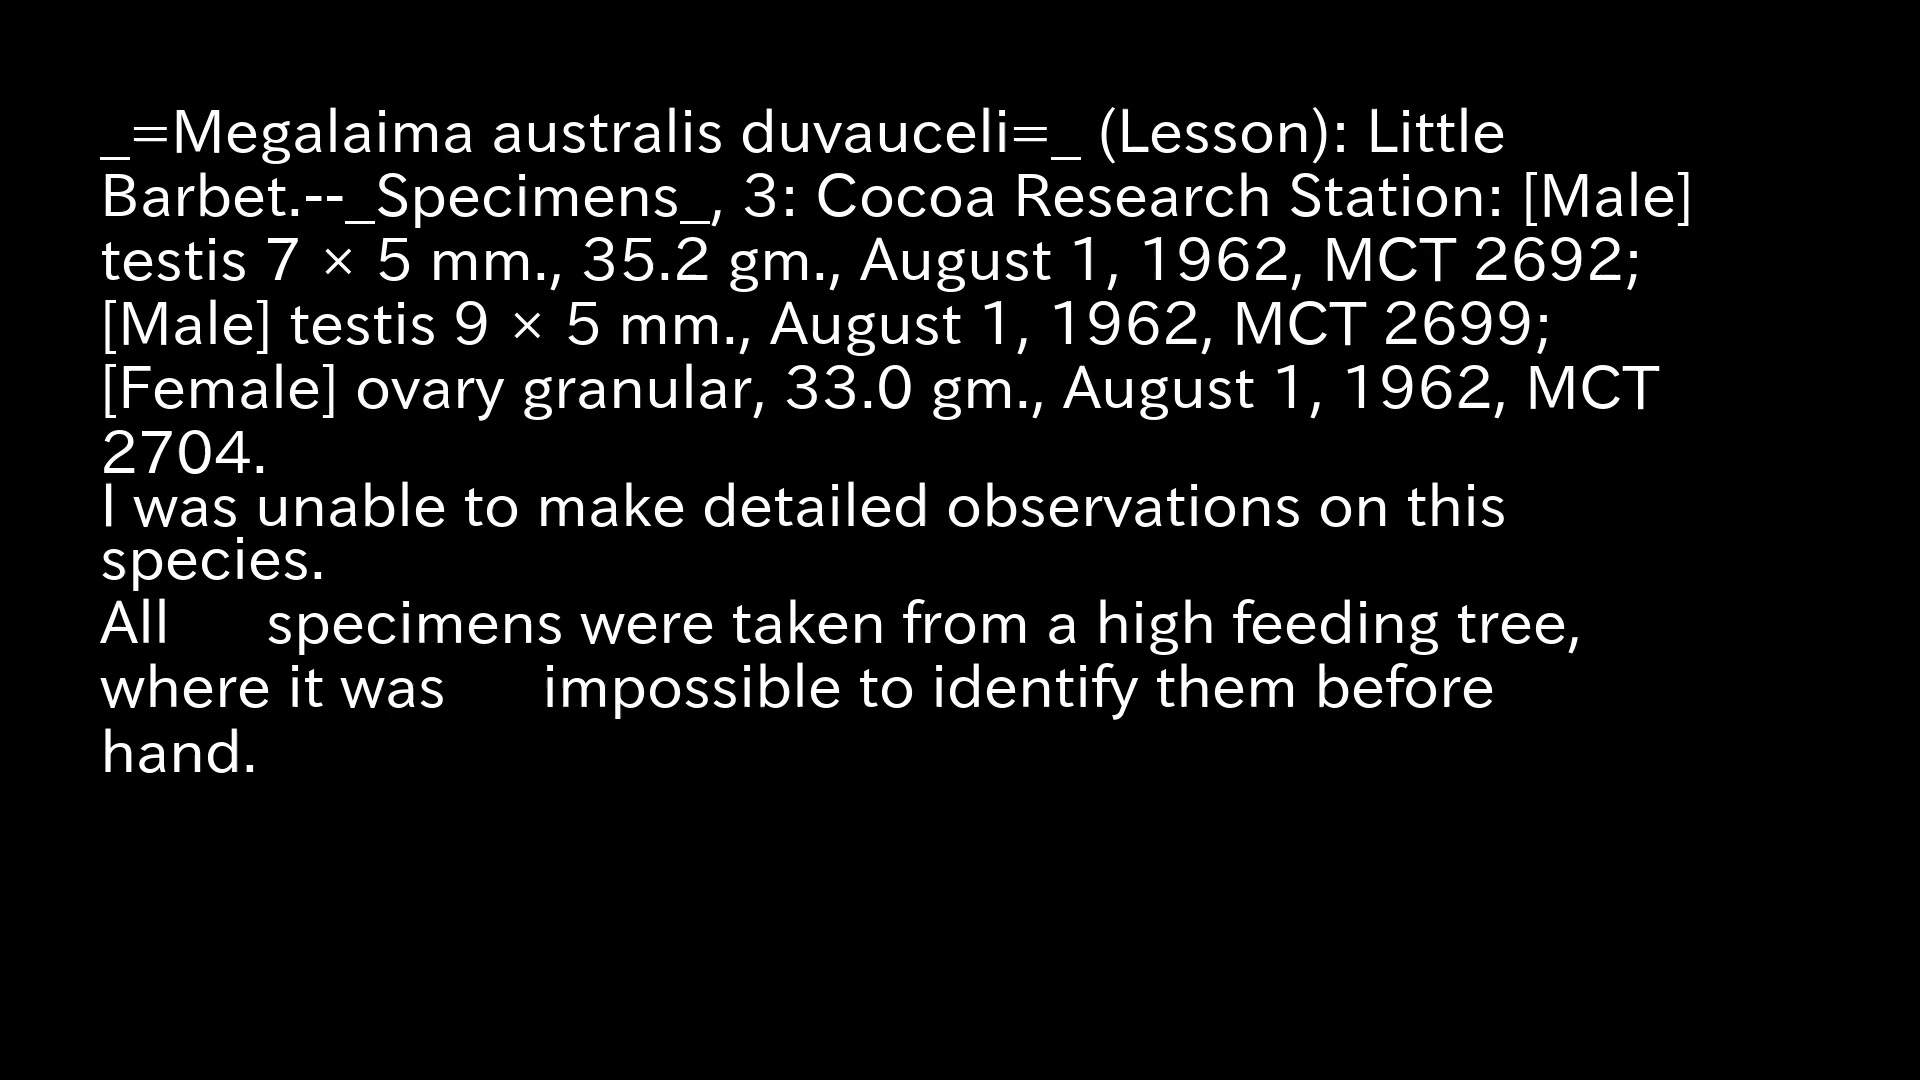 _=Megalaima australis duvauceli=_ (Lesson): Little
Barbet.--_Specimens_, 3: Cocoa Research Station: [Male]
testis 7 × 5 mm., 35.2 gm., August 1, 1962, MCT 2692;
[Male] testis 9 × 5 mm., August 1, 1962, MCT 2699;
[Female] ovary granular, 33.0 gm., August 1, 1962, MCT
2704.
I was unable to make detailed observations on this
species.
All      specimens were taken from a high feeding tree,
where it was      impossible to identify them before
hand.